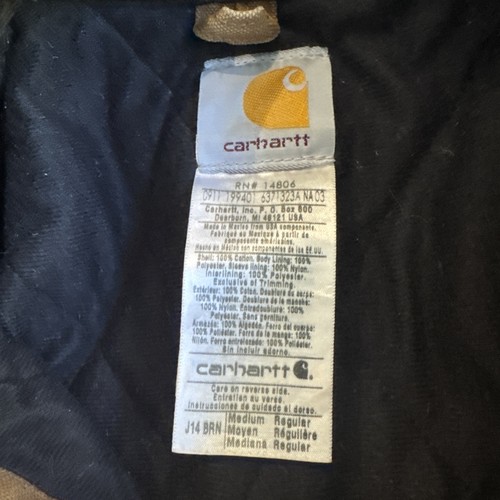 carhartt
RN# 14806
0911 199401 6371323A NA 03
Carhartt, Inc. P. O. Box 600
Dearborn, MI 48121 USA
Made in Mexico from USA components.
Fabriqué au Mexique à partir de
composants américains.
Hecho en México con componentes de los EE.UU.
Shell: 100% Cotton. Body Lining: 100%
Polyester. Sleeve lining: 100% Nylon.
Interlining: 100% Polyester.
Exclusive of Trimming.
Extérieur: 100% Coton. Doublure du corps:
100% Polyester. Doublure de la manche:
100% Nylon. Entredoublure: 100%
Polyester. Sans garniture.
Armazón: 100% Algodón. Forro del cuerpo:
100% Poliéster. Forro de la manga: 100%
Nilón. Forro entretelado: 100% Poliéster.
Sin incluir adorno.
carhartt
Care on reverse side.
Entretien au verso.
Instrucciones de cuidado al dorso.
J14 BRN Medium Regular
Moyen Régulière
Mediana Regular